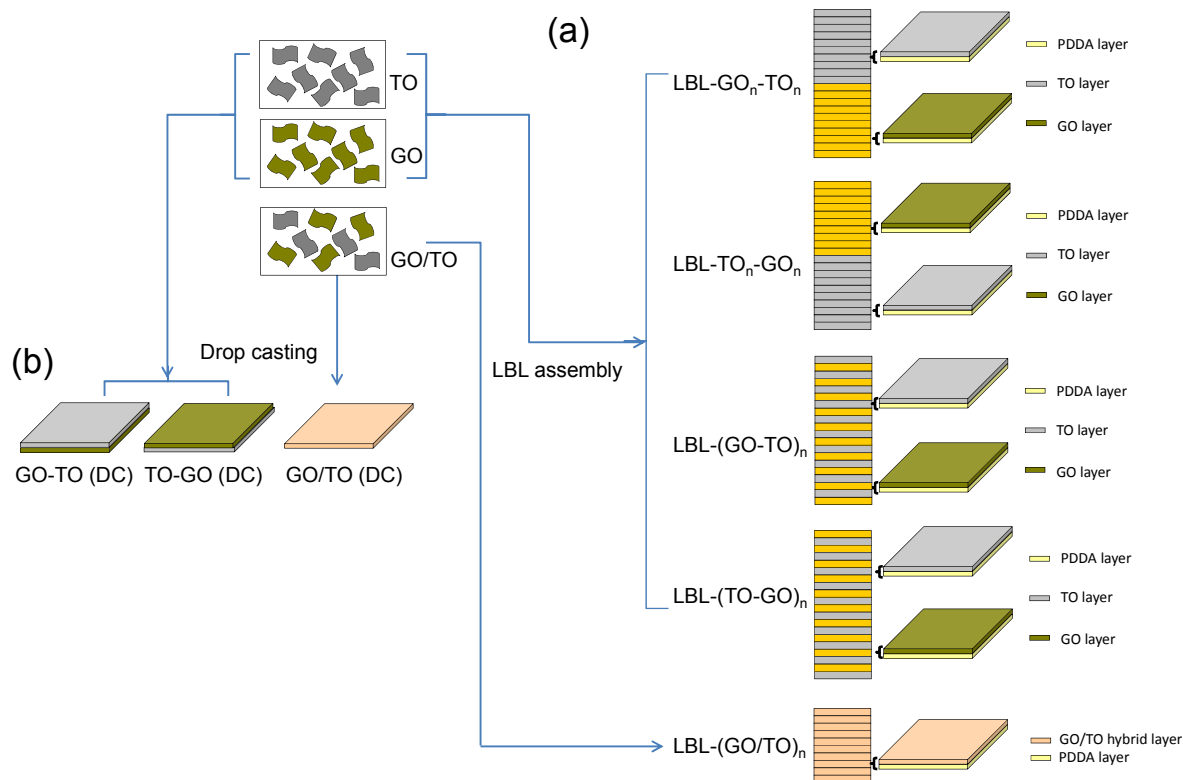 (a)
TO
GO
GO/TO
Drop casting
LBL assembly
(b)
GO-TO (DC)
TO-GO (DC)
GO/TO (DC)
LBL-GOn-TOn
PDDA layer
TO layer
GO layer
LBL-TOn-GOn
PDDA layer
TO layer
GO layer
LBL-(GO-TO)n
PDDA layer
TO layer
GO layer
LBL-(TO-GO)n
PDDA layer
TO layer
GO layer
LBL-(GO/TO)n
GO/TO hybrid layer
PDDA layer